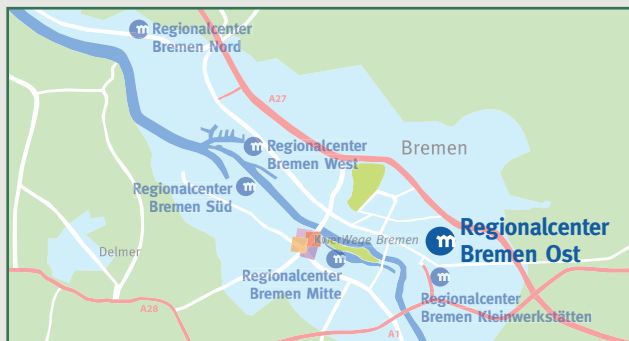 Regionalcenter
Bremen Nord
A27
Bremen
Regionalcenter
Bremen West
Regionalcenter
Bremen Süd
Regionalcenter
Bremen Ost
KwerWege Bremen
Delmer
Regionalcenter
Bremen Mitte
Regionalcenter
Bremen Kleinwerkstätten
A28
A1